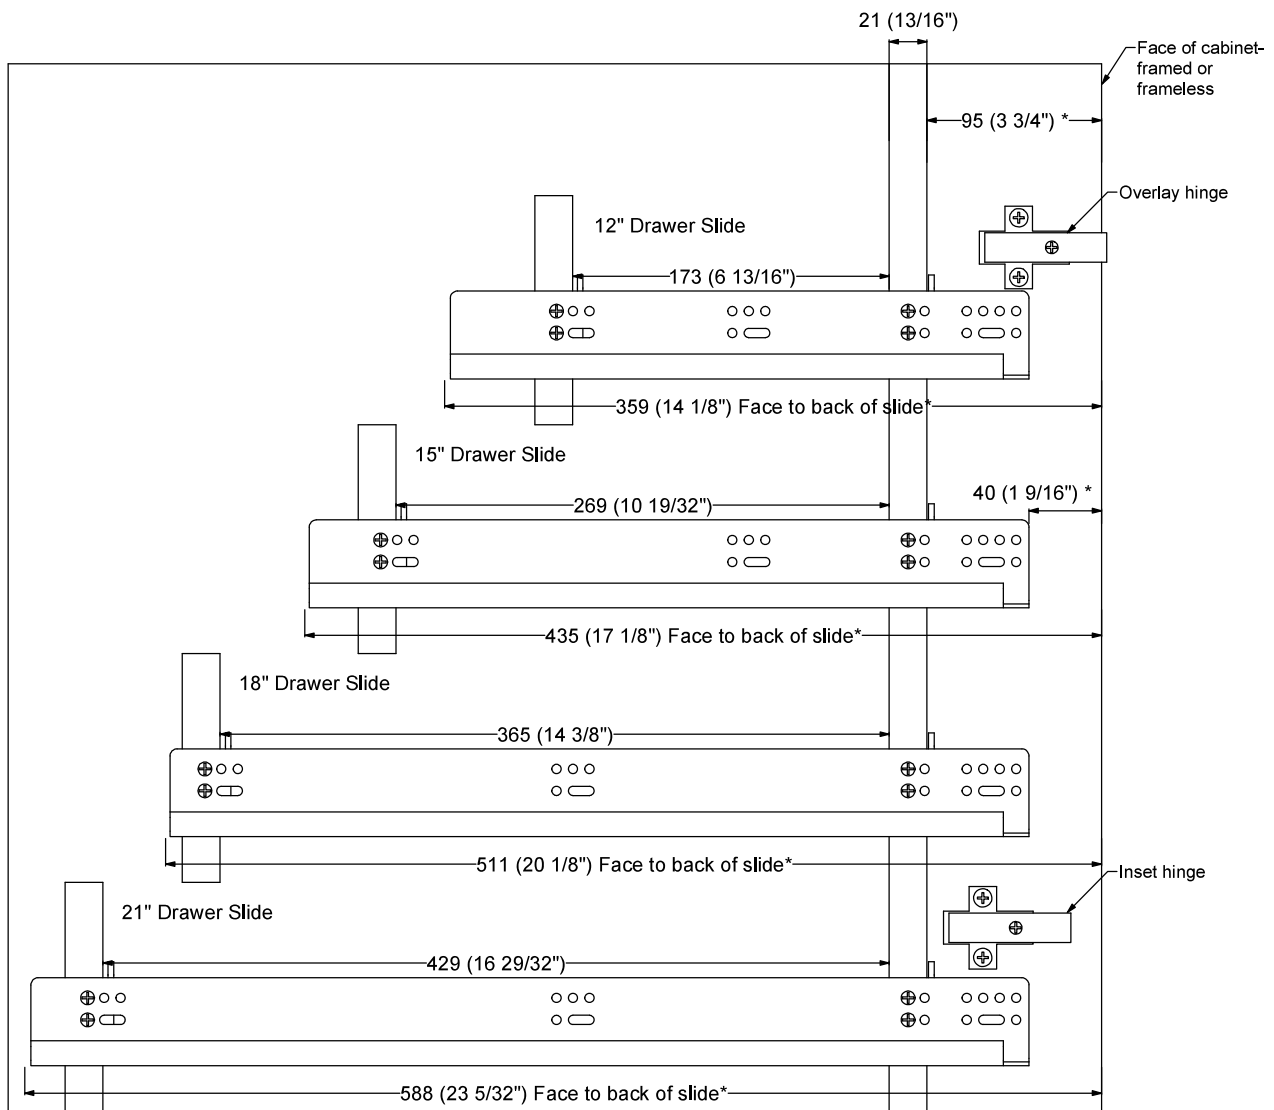 21 (13/16")
Face of cabinet-
framed or
frameless
95 (3 3/4") *
Overlay hinge
12" Drawer Slide
173 (6 13/16")
359 (14 1/8") Face to back of slide*
15" Drawer Slide
269 (10 19/32")
40 (1 9/16") *
435 (17 1/8") Face to back of slide*
18" Drawer Slide
365 (14 3/8")
511 (20 1/8") Face to back of slide*
Inset hinge
21" Drawer Slide
429 (16 29/32")
588 (23 5/32") Face to back of slide*